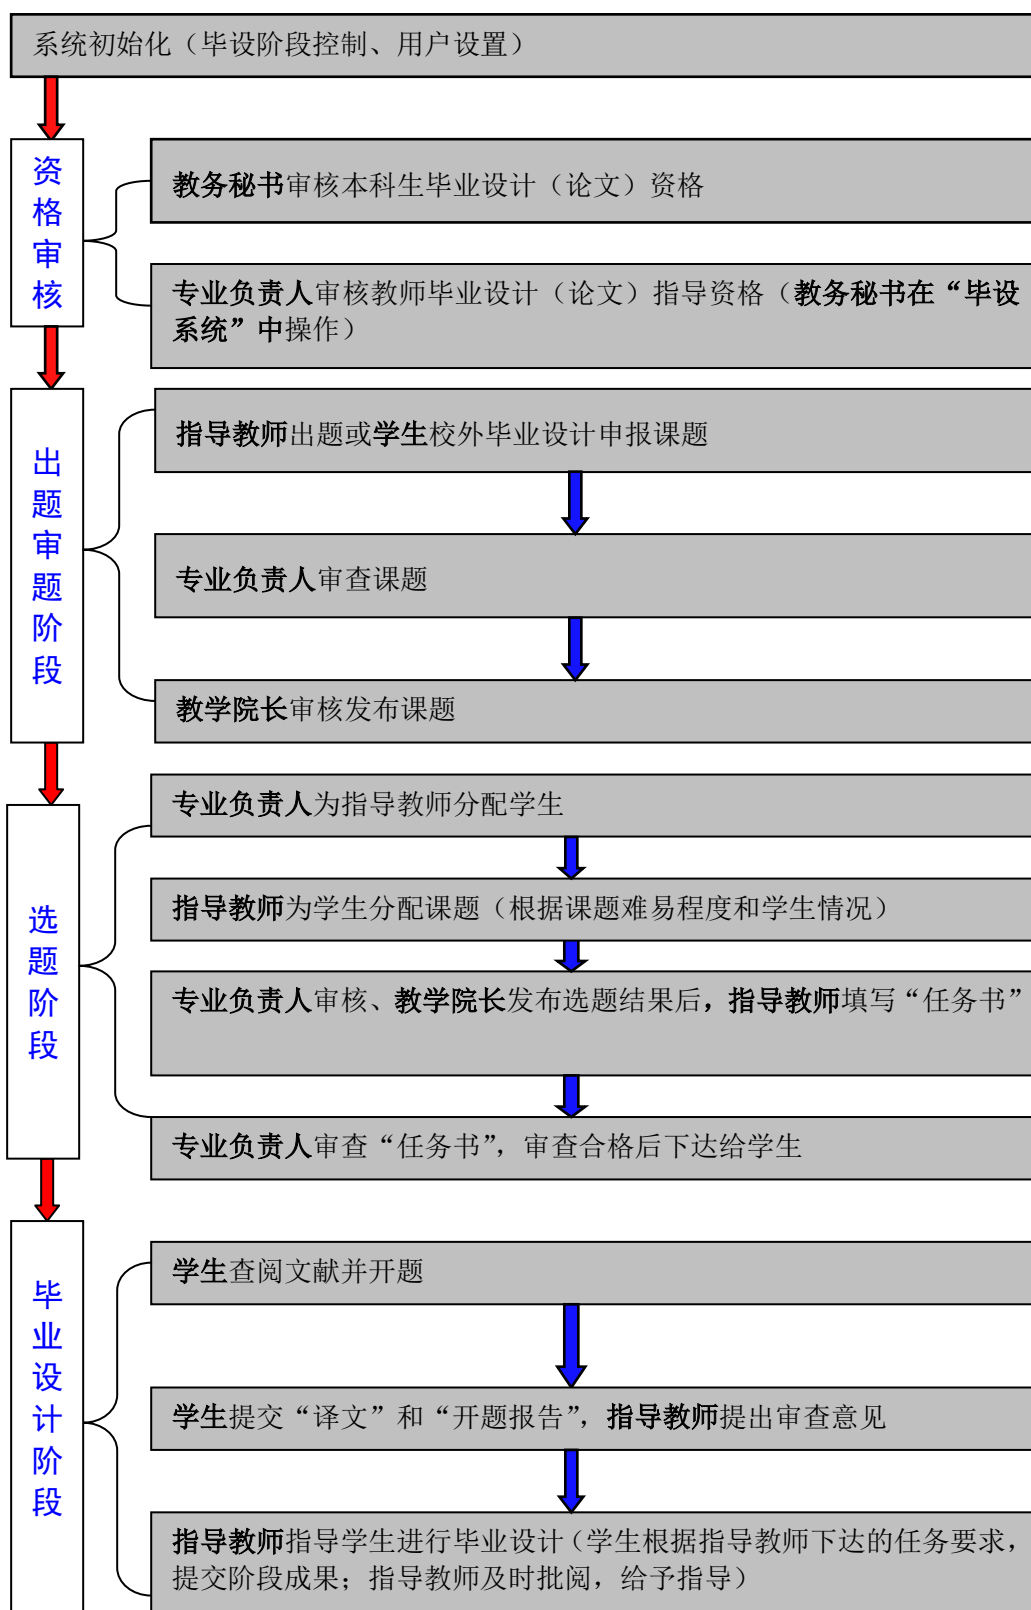 系统初始化（毕设阶段控制、用户设置）
资格审核
教务秘书审核本科生毕业设计（论文）资格
专业负责人审核教师毕业设计（论文）指导资格（教务秘书在“毕设
系统”中操作）
出题审题阶段
指导教师出题或学生校外毕业设计申报课题
专业负责人审查课题
教学院长审核发布课题
选题阶段
专业负责人为指导教师分配学生
指导教师为学生分配课题（根据课题难易程度和学生情况）
专业负责人审核、教学院长发布选题结果后，指导教师填写“任务书”
专业负责人审查“任务书”，审查合格后下达给学生
毕业设计阶段
学生查阅文献并开题
学生提交“译文”和“开题报告”，指导教师提出审查意见
指导教师指导学生进行毕业设计（学生根据指导教师下达的任务要求，
提交阶段成果；指导教师及时批阅，给予指导）